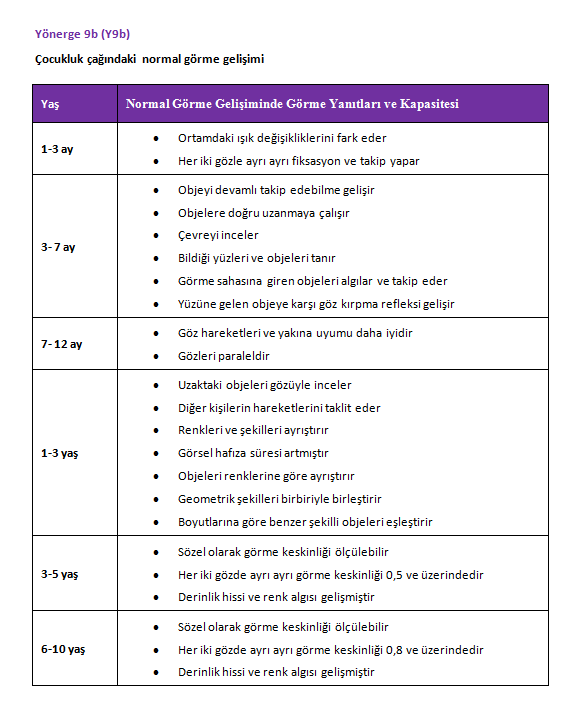 Yönerge 9b (Y9b)
Çocukluk çağındaki normal görme gelişimi
Yaş
Normal Görme Gelişiminde Görme Yanıtları ve Kapasitesi
1-3 ay
• Ortamdaki ışık değişikliklerini fark eder
• Her iki gözle ayrı ayrı fiksasyon ve takip yapar
3- 7 ay
• Objeyi devamlı takip edebilme gelişir
• Objelere doğru uzanmaya çalışır
• Çevreyi inceler
• Bildiği yüzleri ve objeleri tanır
• Görme sahasına giren objeleri algılar ve takip eder
• Yüzüne gelen objeye karşı göz kırpma refleksi gelişir
7- 12 ay
• Göz hareketleri ve yakına uyumu daha iyidir
• Gözleri paraleldir
1-3 yaş
• Uzaktaki objeleri gözüyle inceler
• Diğer kişilerin hareketlerini taklit eder
• Renkleri ve şekilleri ayrıştırır
• Görsel hafıza süresi artmıştır
• Objeleri renklerine göre ayrıştırır
• Geometrik şekilleri birbiriyle birleştirir
• Boyutlarına göre benzer şekilli objeleri eşleştirir
3-5 yaş
• Sözel olarak görme keskinliği ölçülebilir
• Her iki gözde ayrı ayrı görme keskinliği 0,5 ve üzerindedir
• Derinlik hissi ve renk algısı gelişmiştir
6-10 yaş
• Sözel olarak görme keskinliği ölçülebilir
• Her iki gözde ayrı ayrı görme keskinliği 0,8 ve üzerindedir
• Derinlik hissi ve renk algısı gelişmiştir